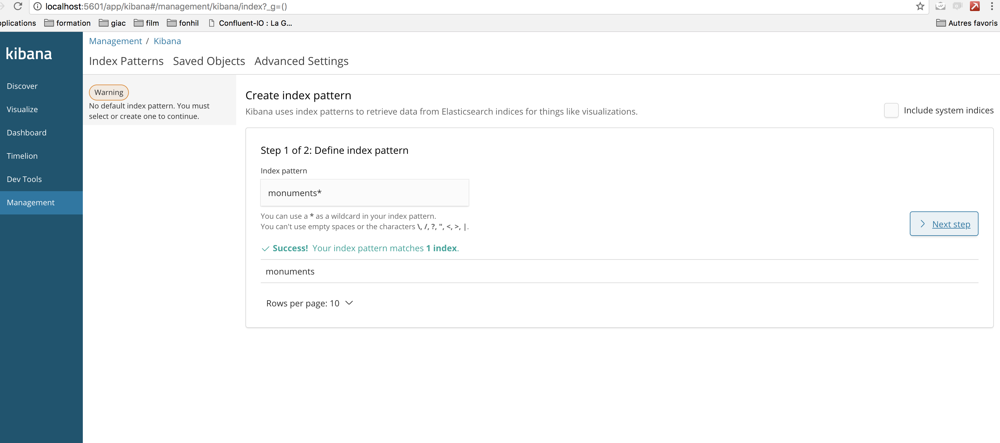 localhost:5601/app/kibana#/management/kibana/index?_g=()
pplications formation giac film fonhil Confluent-IO : La G... Autres favoris
kibana
Discover
Visualize
Dashboard
Timelion
Dev Tools
Management
Management / Kibana
Index Patterns Saved Objects Advanced Settings
Warning
No default index pattern. You must
select or create one to continue.
Create index pattern
Kibana uses index patterns to retrieve data from Elasticsearch indices for things like visualizations.
Include system indices
Step 1 of 2: Define index pattern
Index pattern
monuments*
You can use a * as a wildcard in your index pattern.
You can't use empty spaces or the characters \, /, ?, ", <, >, |.
Next step
Success! Your index pattern matches 1 index.
monuments
Rows per page: 10